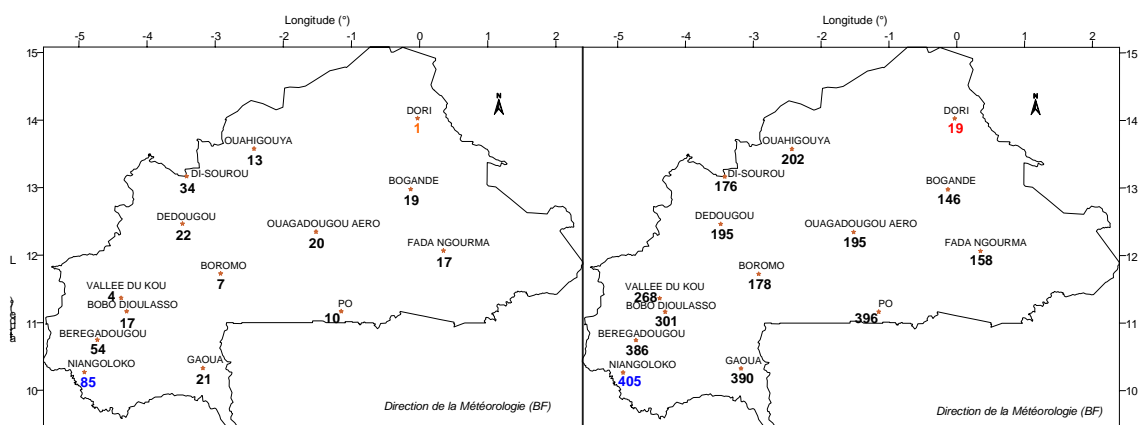 Longitude (°)
-5 -4 -3 -2 -1 0 1 2
15
14
13
12
11
10
N
DORI
1
OUAHIGOUYA
13
DI-SOUROU
34
BOGANDE
19
DEDOUGOU
22
OUAGADOUGOU AERO
20
FADA NGOURMA
17
BOROMO
7
VALLEE DU KOU
4
BOBO DIOULASSO
17
PO
10
BEREGADOUGOU
54
NIANGOLOKO
85
GAOUA
21
Direction de la Météorologie (BF)
Longitude (°)
-5 -4 -3 -2 -1 0 1 2
15
14
13
12
11
10
N
DORI
19
OUAHIGOUYA
202
DI-SOUROU
176
BOGANDE
146
DEDOUGOU
195
OUAGADOUGOU AERO
195
FADA NGOURMA
158
BOROMO
178
VALLEE DU KOU
268
BOBO DIOULASSO
301
PO
396
BEREGADOUGOU
386
NIANGOLOKO
405
GAOUA
390
Direction de la Météorologie (BF)